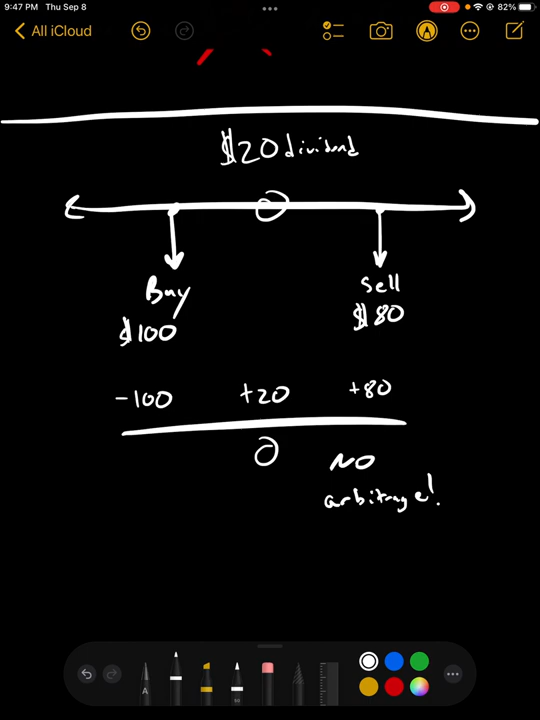 9:47 PM Thu Sep 8
82%
All iCloud
$20 dividend
Buy
$100
Sell
$80
-100 +20 +80
0
NO
arbitrage!
A